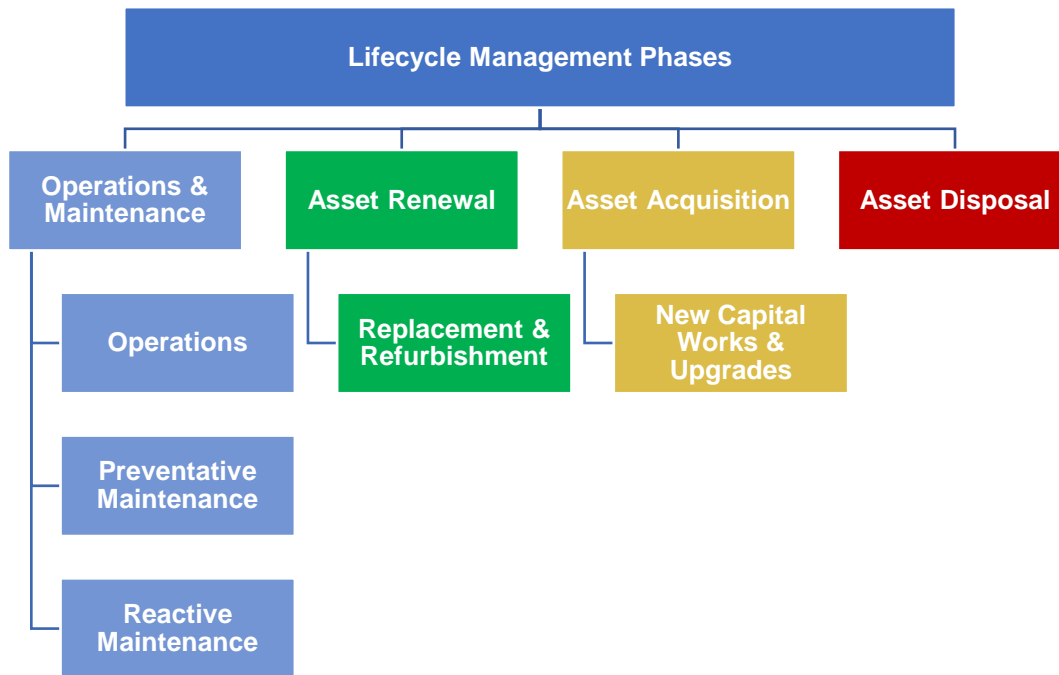 Lifecycle Management Phases
Operations &
Maintenance
Asset Renewal
Asset Acquisition
Asset Disposal
Operations
Replacement &
Refurbishment
New Capital
Works &
Upgrades
Preventative
Maintenance
Reactive
Maintenance